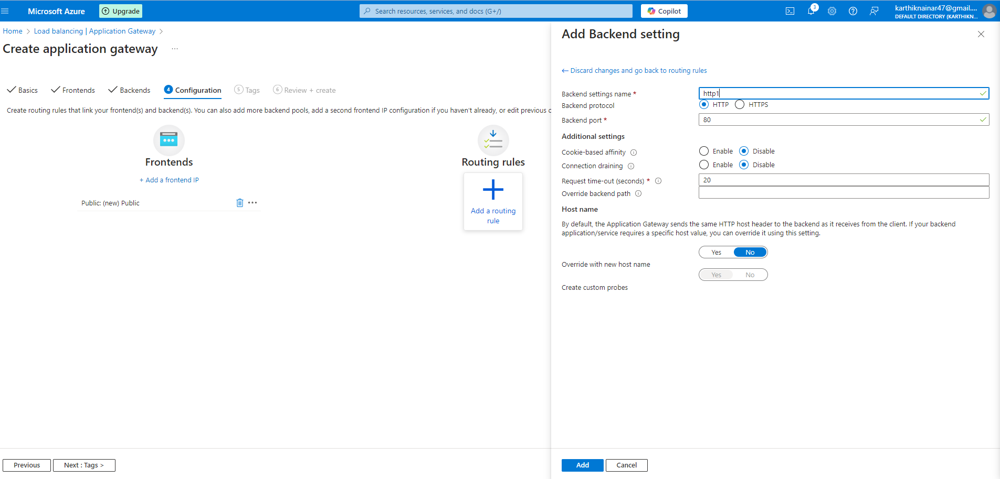 Microsoft Azure
Upgrade
Search resources, services, and docs (G+/)
Copilot
3
karthiknainar47@gmail....
DEFAULT DIRECTORY (KARTHIKN...
Home > Load balancing | Application Gateway >
Create application gateway ...
Basics Frontends Backends 4 Configuration 5 Tags 6 Review + create
Create routing rules that link your frontend(s) and backend(s). You can also add more backend pools, add a second frontend IP configuration if you haven't already, or edit previous c
Frontends
+ Add a frontend IP
Public: (new) Public
Routing rules
Add a routing
rule
Previous
Next : Tags >
Add Backend setting
← Discard changes and go back to routing rules
Backend settings name * http1
Backend protocol HTTP HTTPS
Backend port * 80
Additional settings
Cookie-based affinity Enable Disable
Connection draining Enable Disable
Request time-out (seconds) * 20
Override backend path
Host name
By default, the Application Gateway sends the same HTTP host header to the backend as it receives from the client. If your backend
application/service requires a specific host value, you can override it using this setting.
Yes No
Override with new host name
Yes No
Create custom probes
Add
Cancel